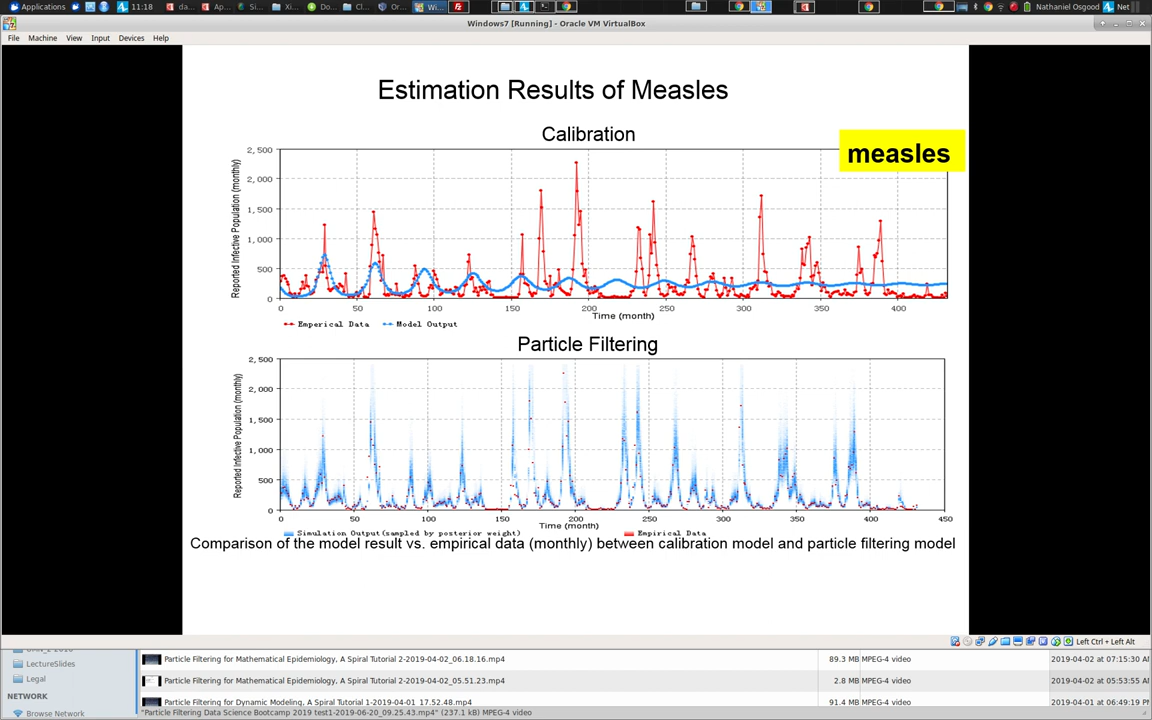 Applications
11:18
da...
Ap...
Si...
Xi...
Do...
Cl...
Or...
Wi...
Nathaniel Osgood
Net
Windows7 [Running] - Oracle VM VirtualBox
File Machine View Input Devices Help
Estimation Results of Measles
Calibration
measles
Reported Infective Population (monthly)
2,500
2,000
1,500
1,000
500
0
0 50 100 150 200 250 300 350 400
Time (month)
Emperical Data Model Output
Particle Filtering
Reported Infective Population (monthly)
2,500
2,000
1,500
1,000
500
0
0 50 100 150 200 250 300 350 400 450
Time (month)
Simulation Output(sampled by posterior weight) Empirical Data
Comparison of the model result vs. empirical data (monthly) between calibration model and particle filtering model
Left Ctrl + Left Alt
LectureSlides
Legal
NETWORK
Browse Network
Particle Filtering for Mathematical Epidemiology, A Spiral Tutorial 2-2019-04-02_06.18.16.mp4 89.3 MB MPEG-4 video 2019-04-02 at 07:15:30 AM
Particle Filtering for Mathematical Epidemiology, A Spiral Tutorial 2-2019-04-02_05.51.23.mp4 2.8 MB MPEG-4 video 2019-04-02 at 05:53:55
Particle Filtering for Dynamic Modeling, A Spiral Tutorial 1-2019-04-01_17.52.48.mp4 91.4 MB MPEG-4 video 2019-04-01 at 06:49:19
"Particle Filtering Data Science Bootcamp 2019 test1-2019-06-20_09.25.43.mp4" (237.1 kB) MPEG-4 video